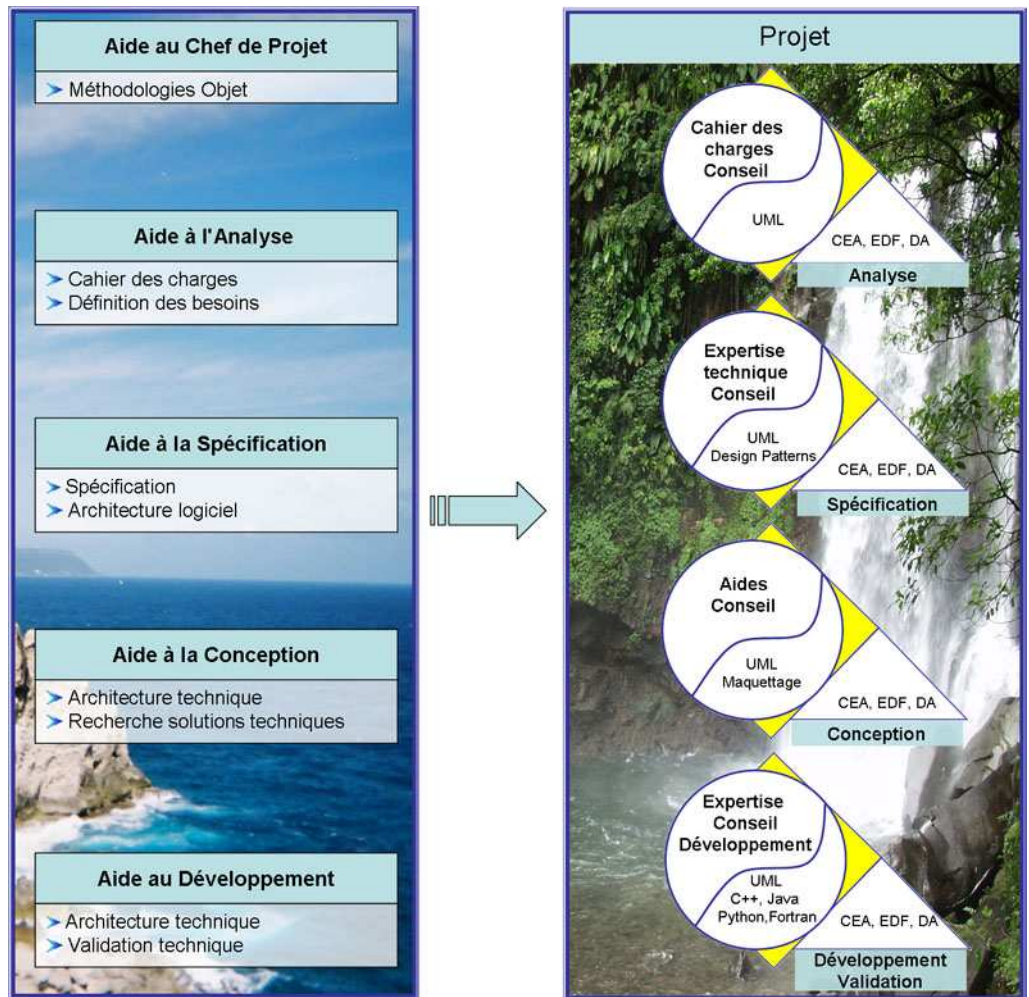 Aide au Chef de Projet
Méthodologies Objet
Aide à l'Analyse
Cahier des charges
Définition des besoins
Aide à la Spécification
Spécification
Architecture logiciel
Aide à la Conception
Architecture technique
Recherche solutions techniques
Aide au Développement
Architecture technique
Validation technique
Projet
Cahier des
charges
Conseil
UML
CEA, EDF, DA
Analyse
Expertise
technique
Conseil
UML
Design Patterns
CEA, EDF, DA
Spécification
Aides
Conseil
UML
Maquettage
CEA, EDF, DA
Conception
Expertise
Conseil
Développement
UML
C++, Java
Python,Fortran
CEA, EDF, DA
Développement
Validation